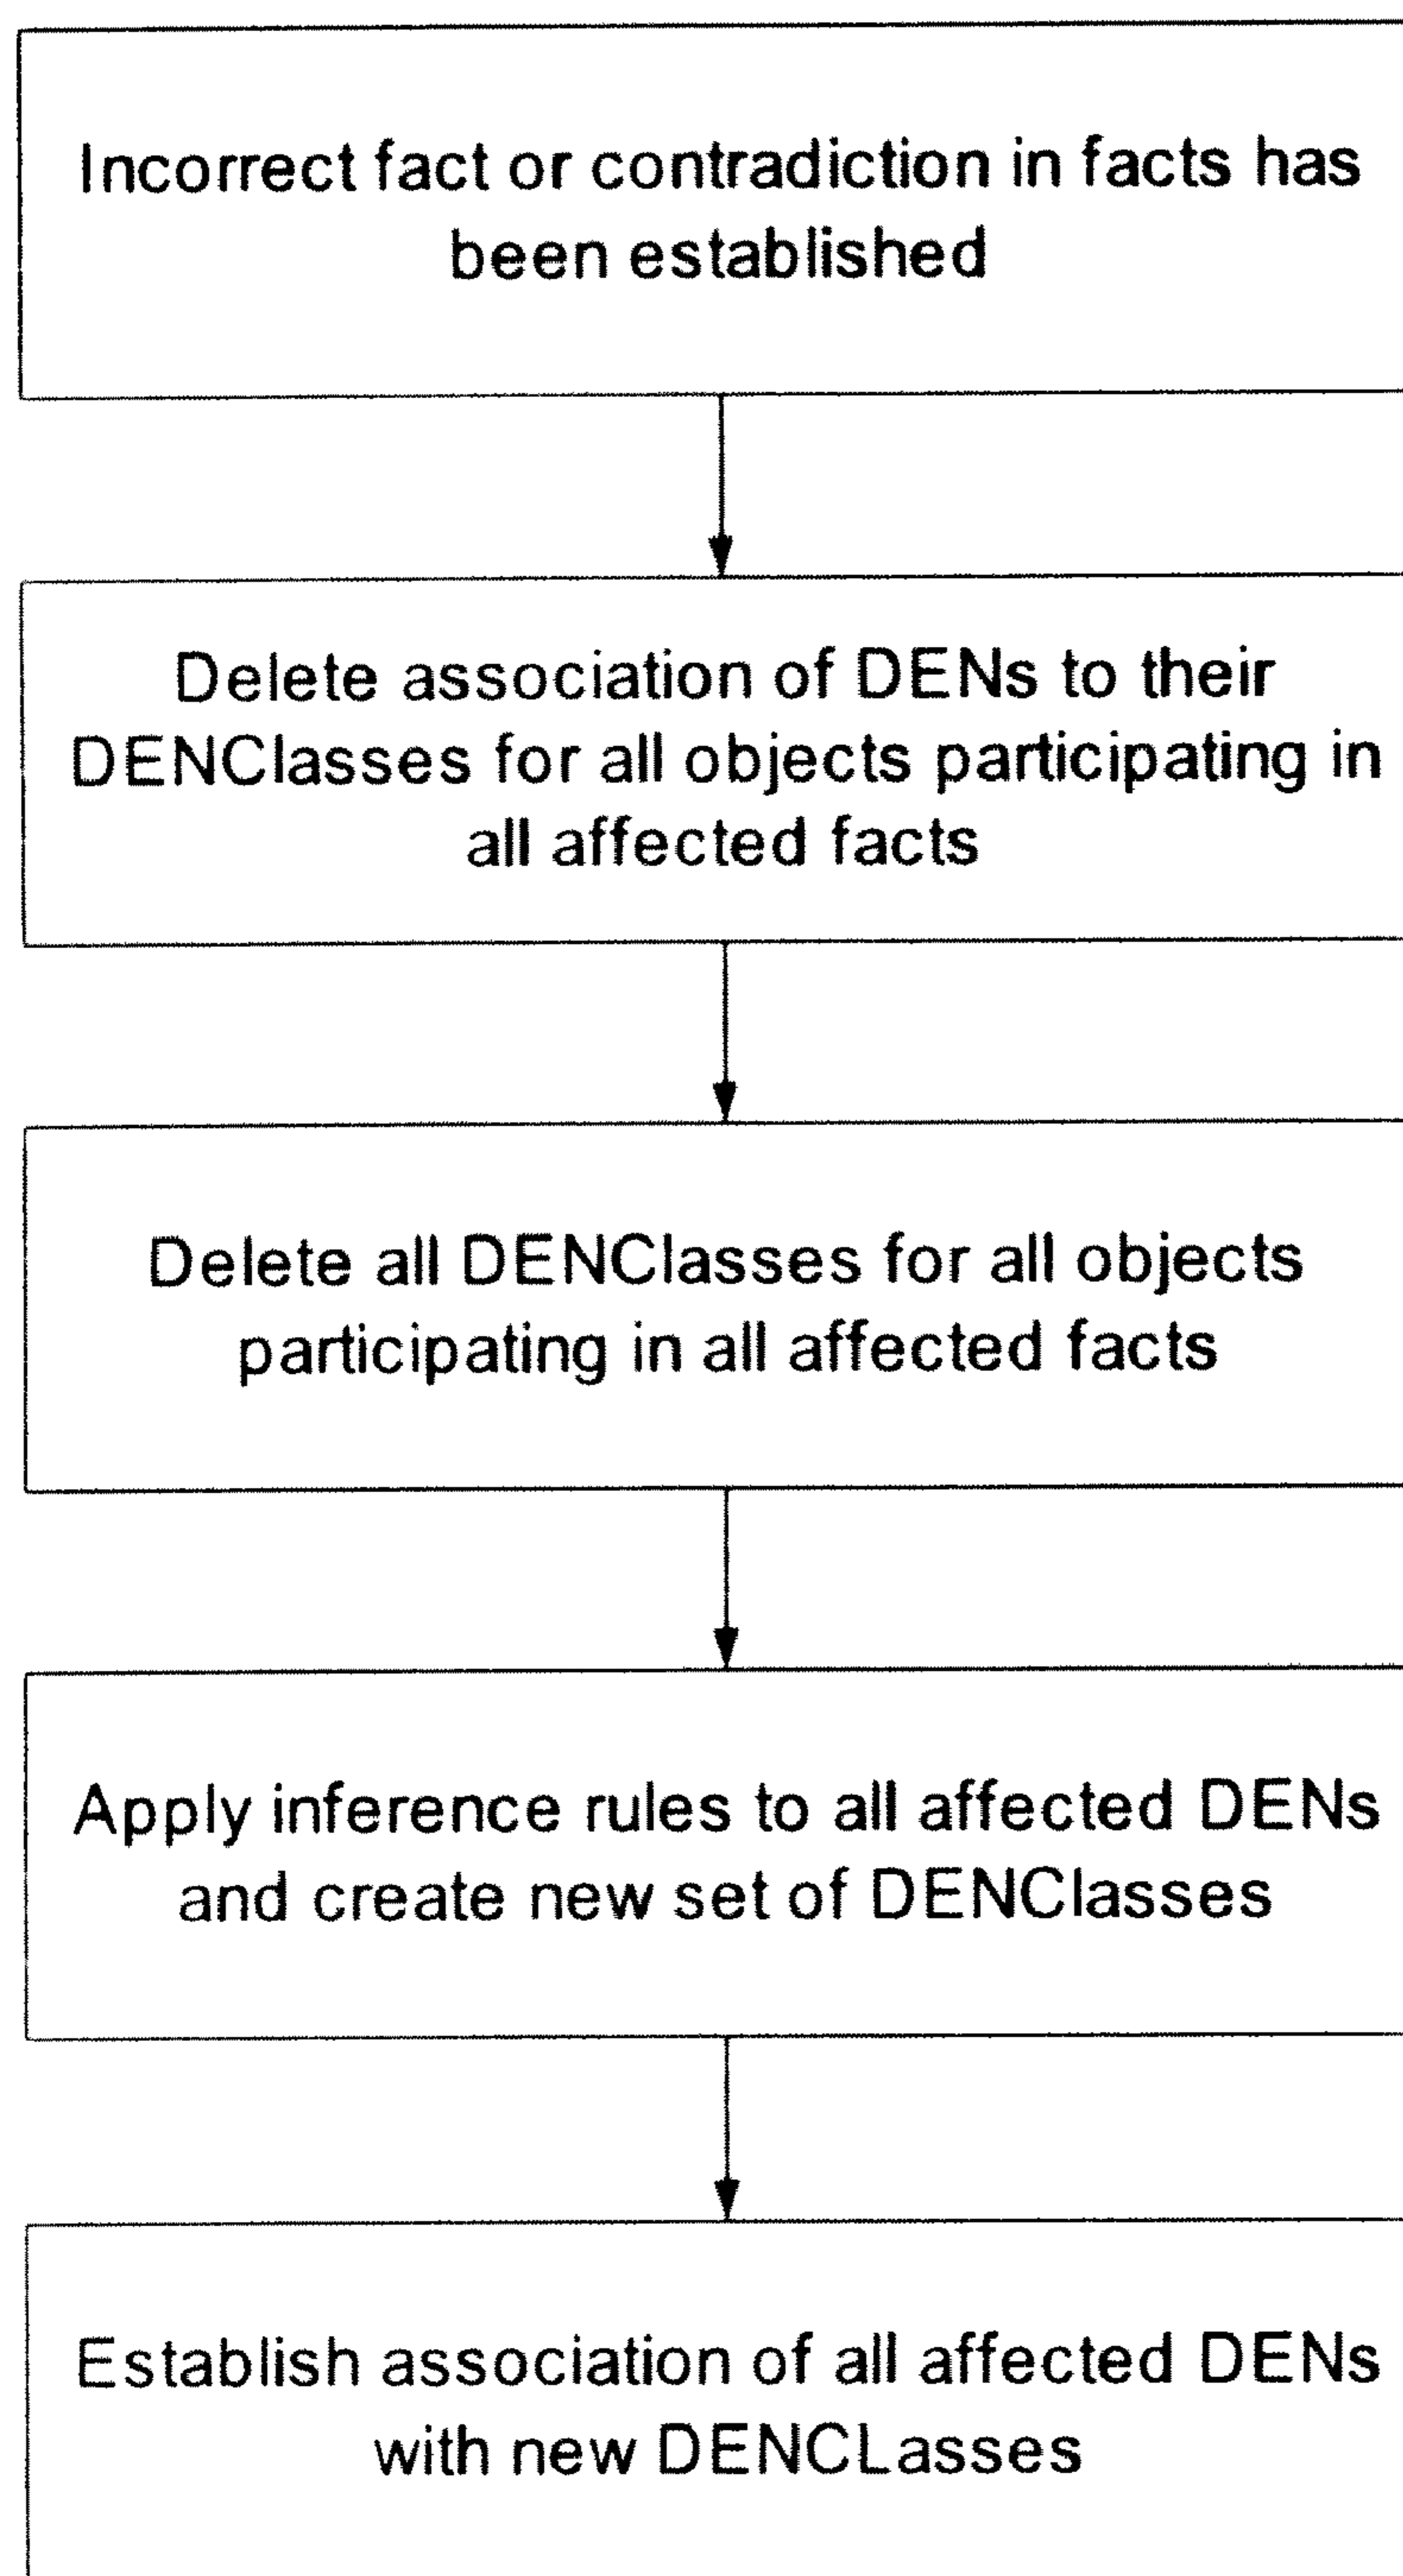 Incorrect fact or contradiction in facts has
been established
Delete association of DENs to their
DENClasses for all objects participating in
all affected facts
Delete all DENClasses for all objects
participating in all affected facts
Apply inference rules to all affected DENs
and create new set of DENClasses
Establish association of all affected DENs
with new DENCLasses